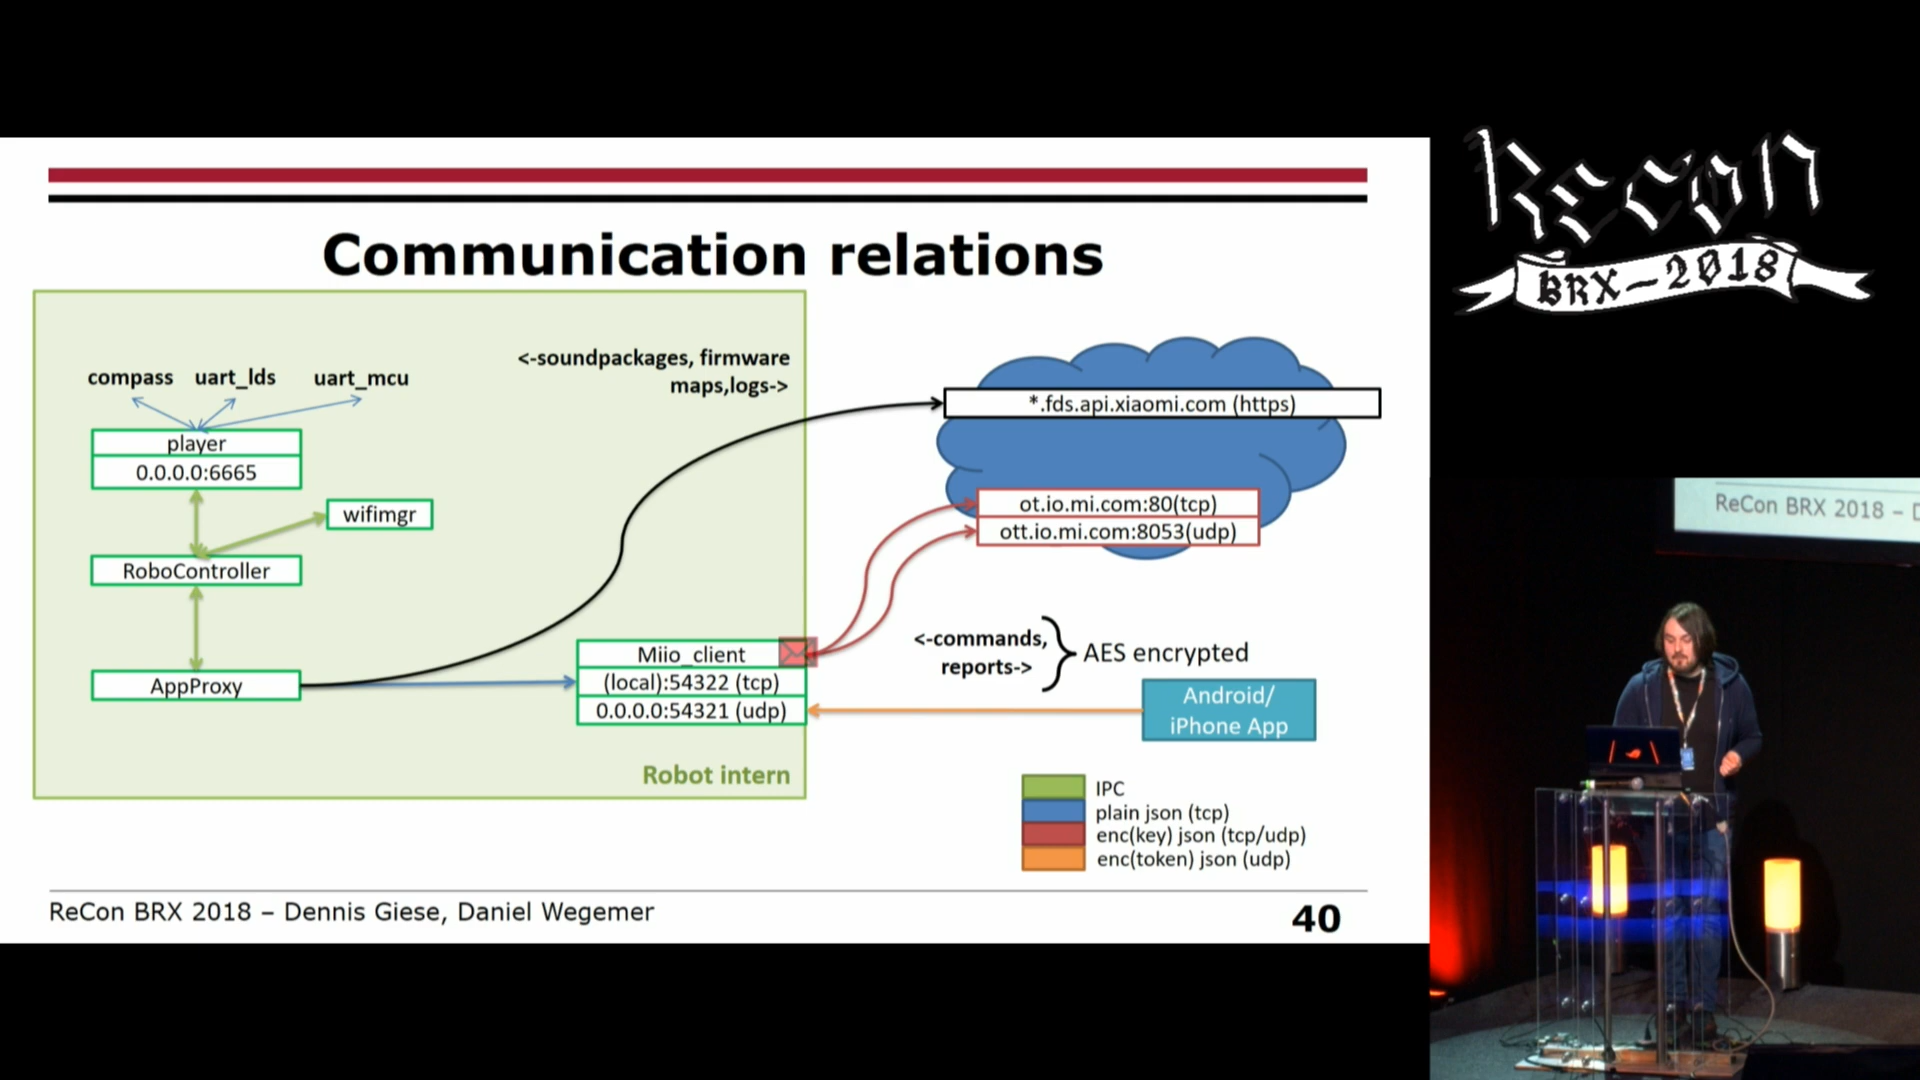 Communication relations
<-soundpackages, firmware
maps,logs->
compass uart_lds uart_mcu
player
0.0.0.0:6665
wifimgr
RoboController
AppProxy
Miio_client
(local):54322 (tcp)
0.0.0.0:54321 (udp)
Robot intern
*.fds.api.xiaomi.com (https)
ot.io.mi.com:80(tcp)
ott.io.mi.com:8053(udp)
<-commands,
reports->
AES encrypted
Android/
iPhone App
IPC
plain json (tcp)
enc(key) json (tcp/udp)
enc(token) json (udp)
ReCon BRX 2018 – Dennis Giese, Daniel Wegemer
40
Recon
BRX-2018
ReCon BRX 2018 – D